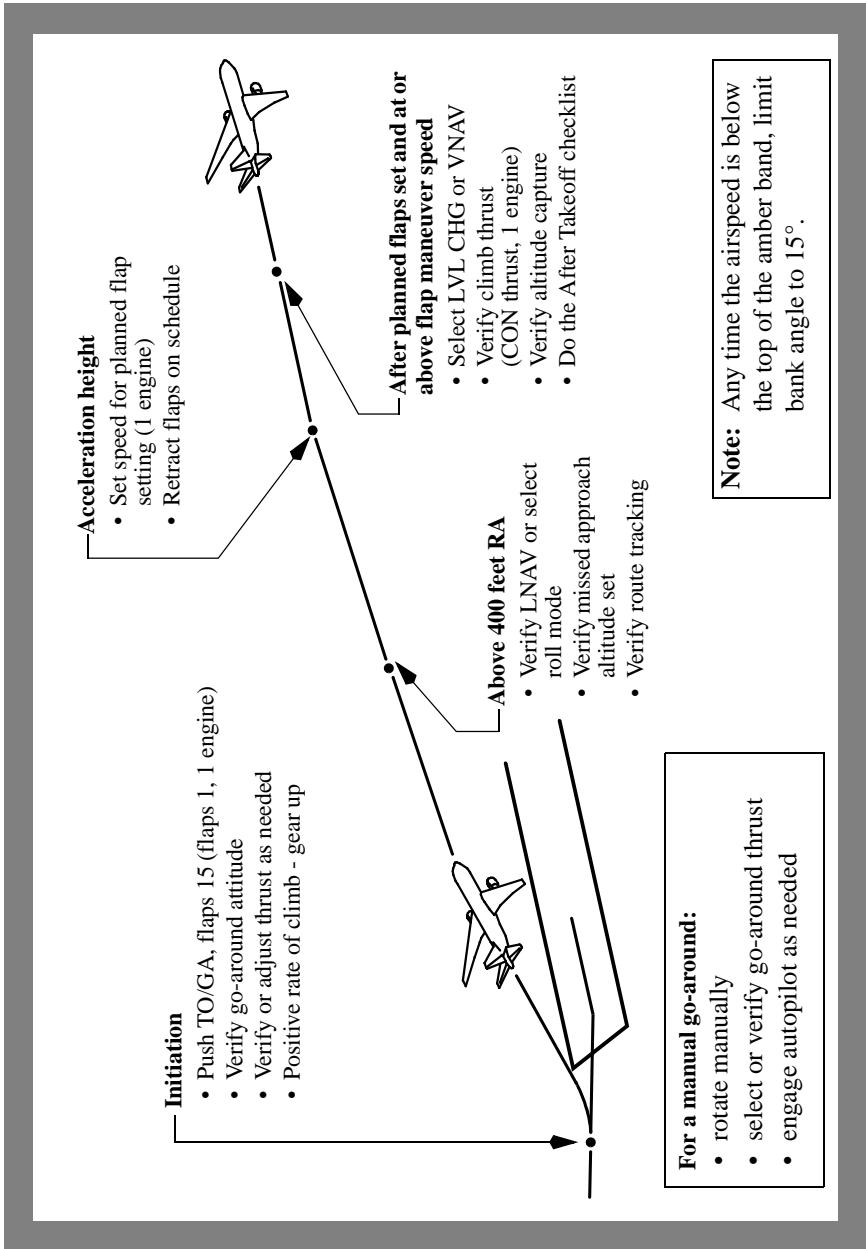 Initiation
• Push TO/GA, flaps 15 (flaps 1, 1 engine)
• Verify go-around attitude
• Verify or adjust thrust as needed
• Positive rate of climb - gear up
Acceleration height
• Set speed for planned flap
setting (1 engine)
• Retract flaps on schedule
Above 400 feet RA
• Verify LNAV or select
roll mode
• Verify missed approach
altitude set
• Verify route tracking
After planned flaps set and at or
above flap maneuver speed
• Select LVL CHG or VNAV
• Verify climb thrust
(CON thrust, 1 engine)
• Verify altitude capture
• Do the After Takeoff checklist
For a manual go-around:
• rotate manually
• select or verify go-around thrust
• engage autopilot as needed
Note: Any time the airspeed is below
the top of the amber band, limit
bank angle to 15°.